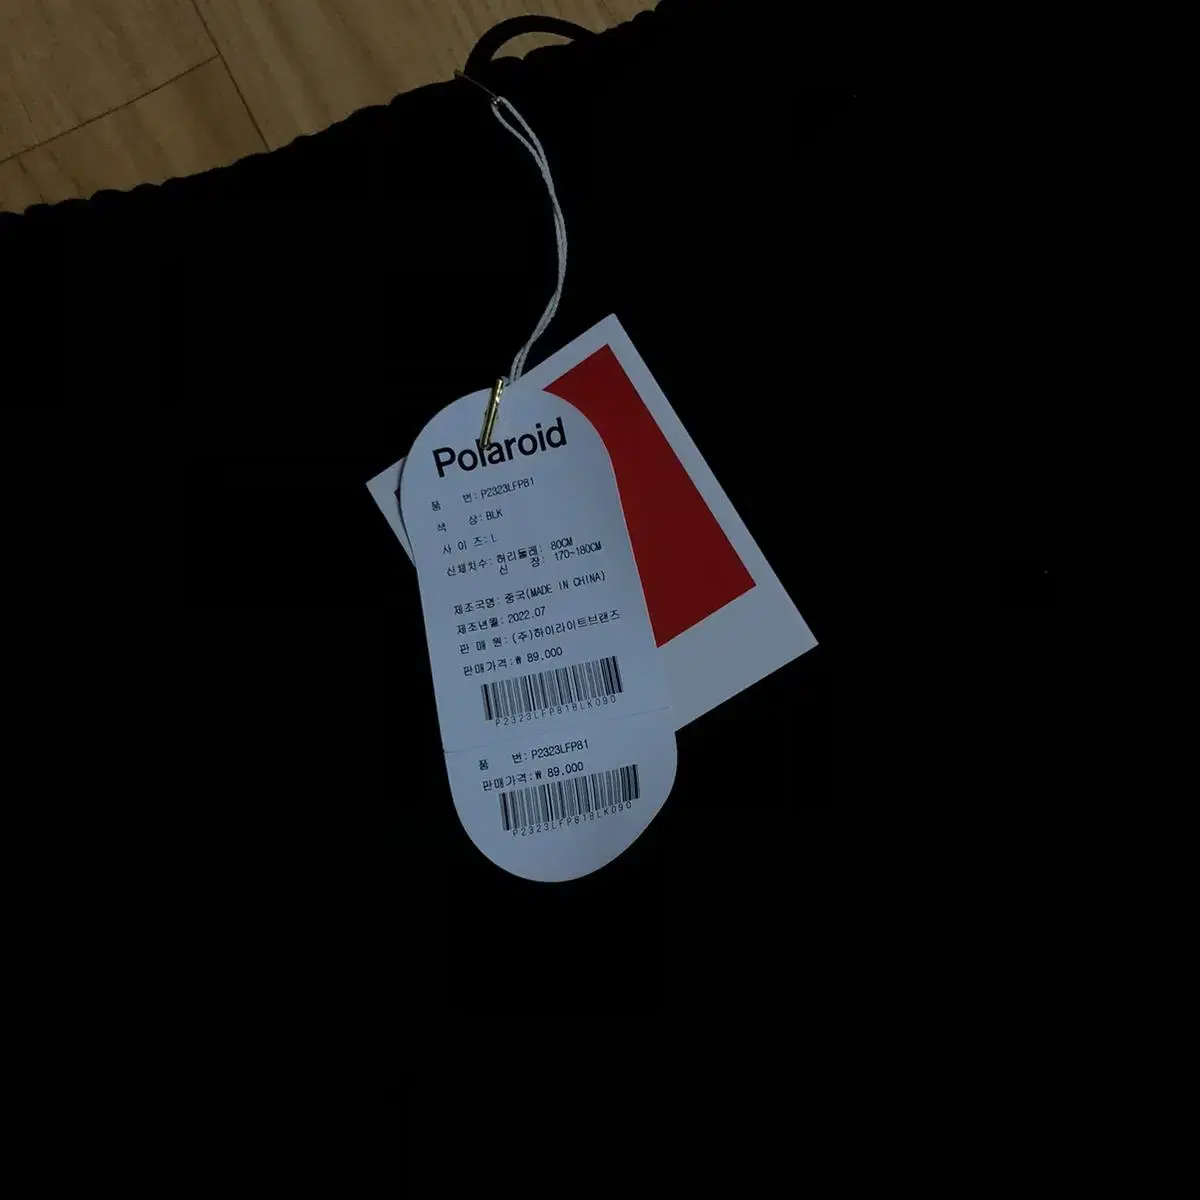 Polaroid
품 번: P2323LFP81
색 상: BLK
사 이 즈: L
신체치수: 허리둘레: 80CM
신 장: 170~180CM
제조국명: 중국(MADE IN CHINA)
제조년월: 2022.07
판 매 원: (주)하이라이트브랜즈
판매가격: ₩ 89,000
P2323LFP81BLK090
품 번: P2323LFP81
판매가격: ₩ 89,000
P2323LFP81BLK090